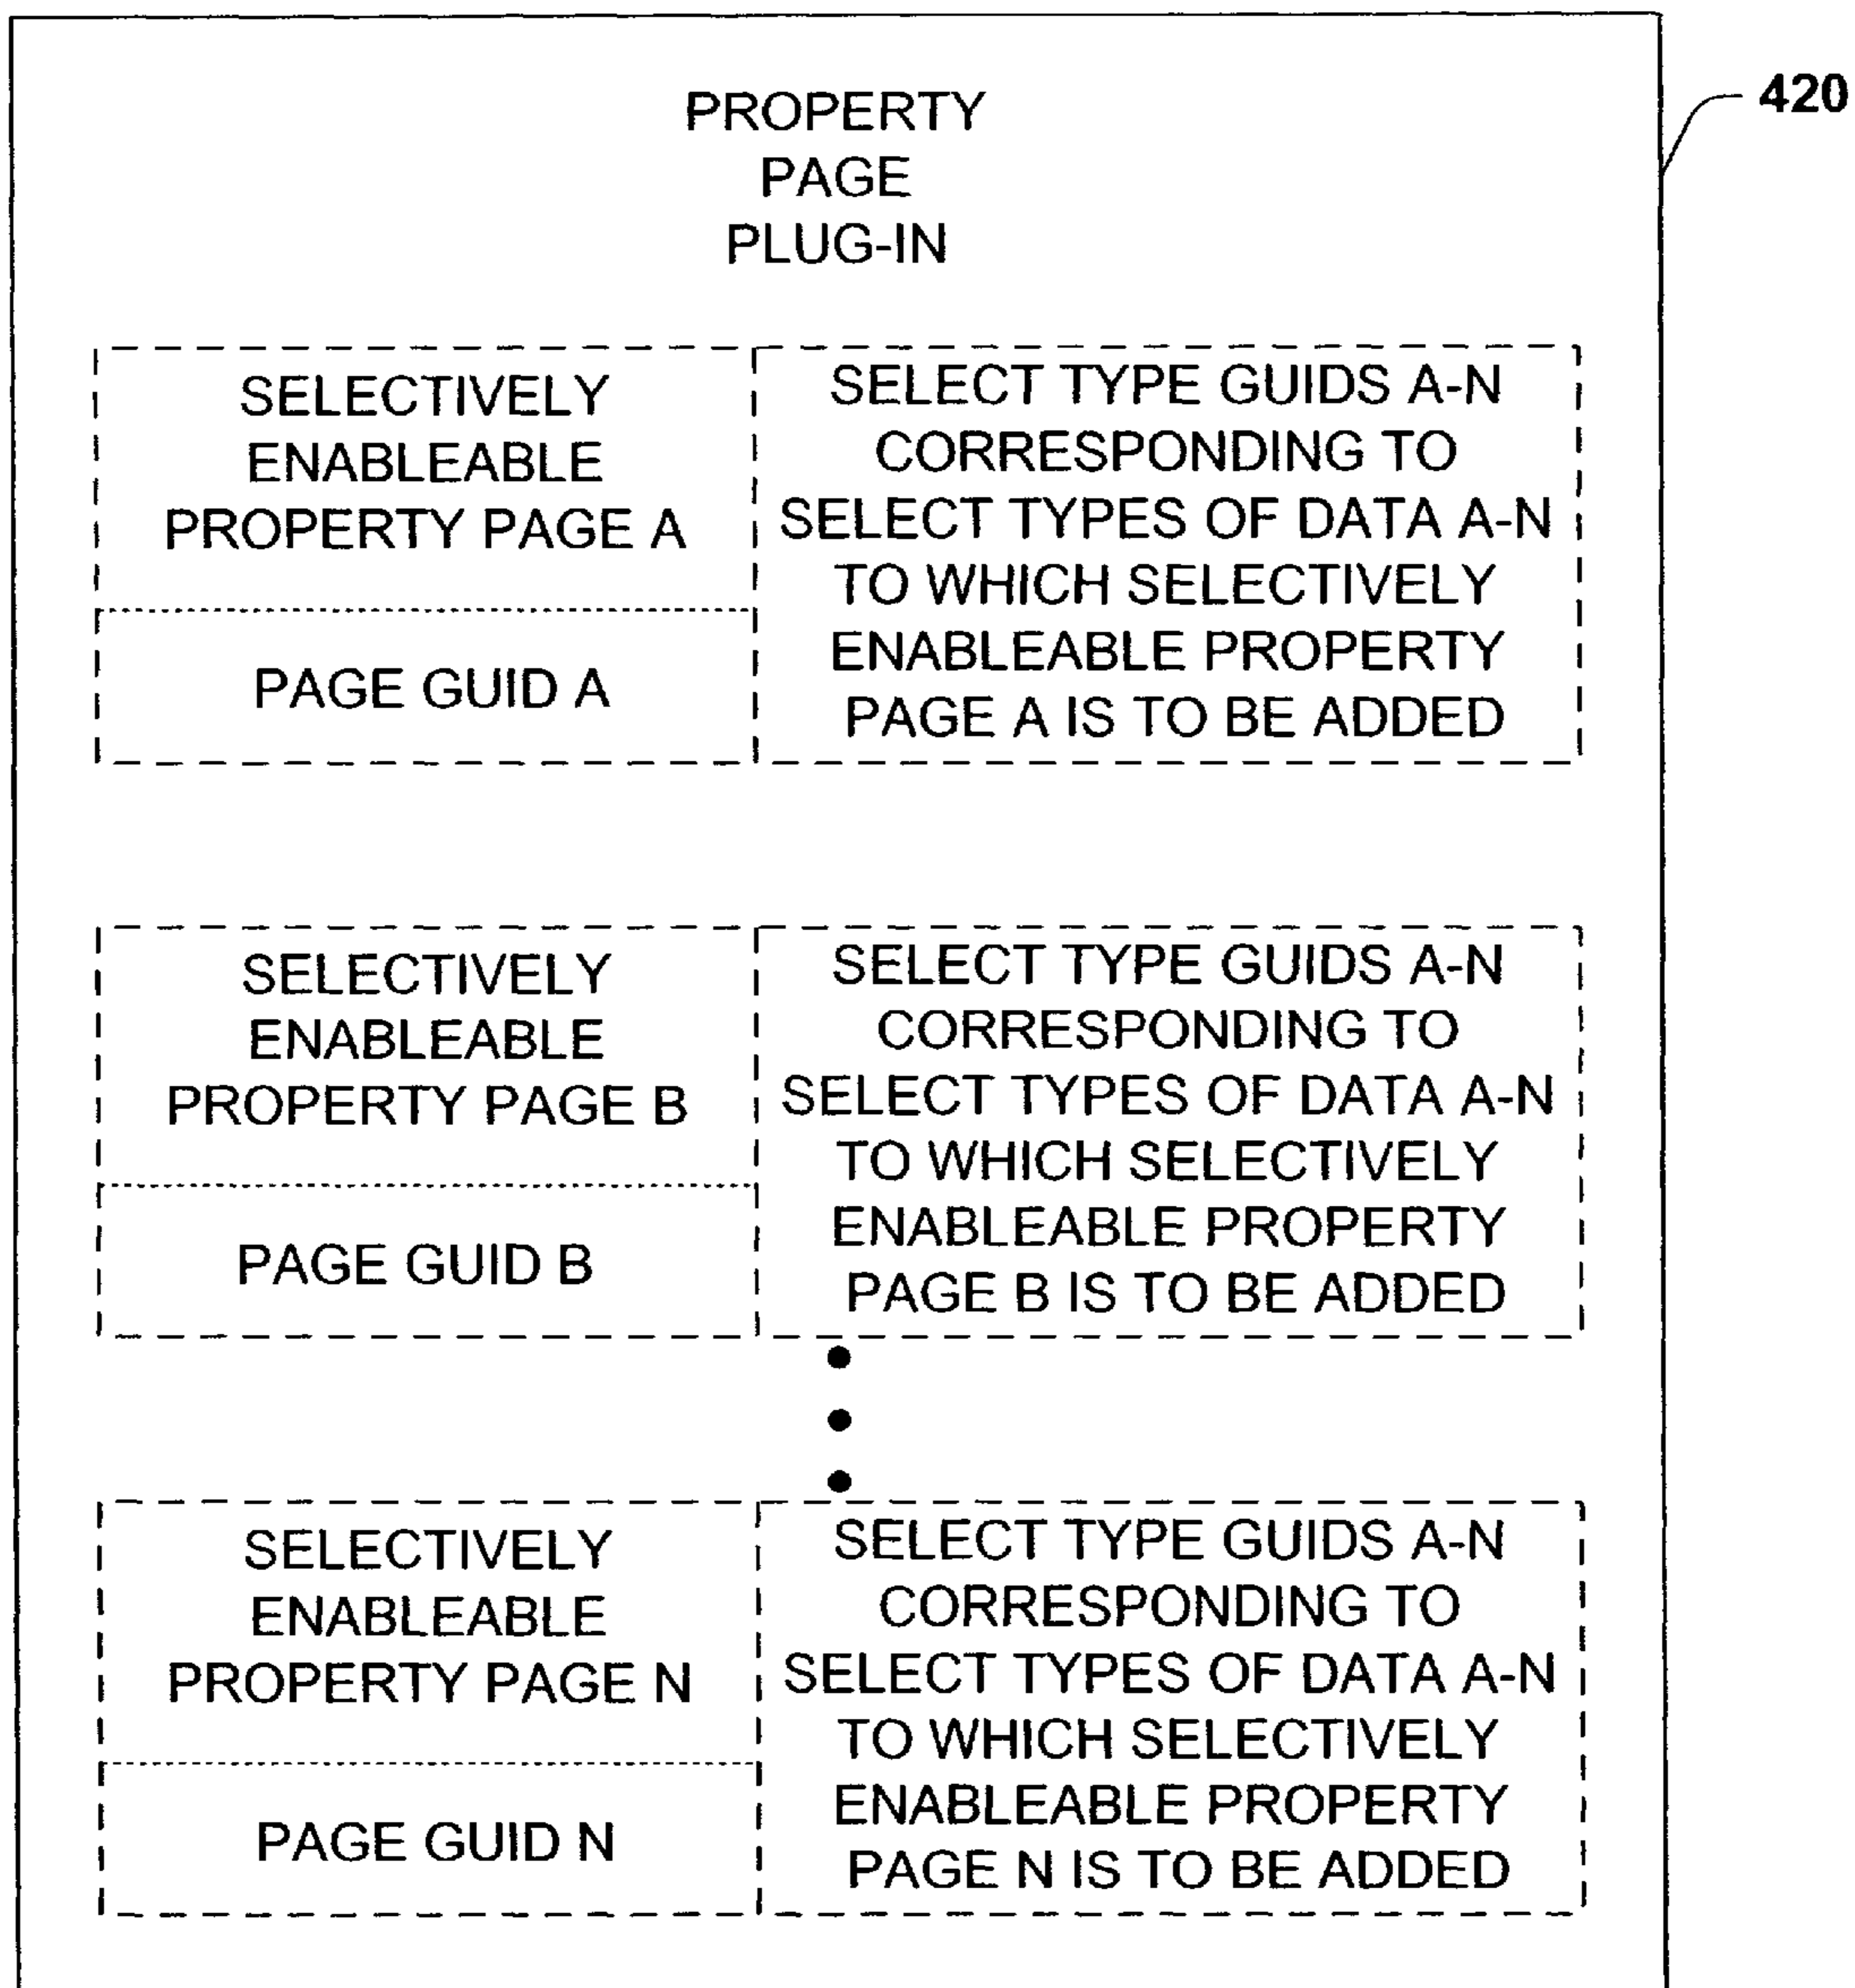 PROPERTY
PAGE
PLUG-IN
420
SELECTIVELY
ENABLEABLE
PROPERTY PAGE A
PAGE GUID A
SELECT TYPE GUIDS A-N
CORRESPONDING TO
SELECT TYPES OF DATA A-N
TO WHICH SELECTIVELY
ENABLEABLE PROPERTY
PAGE A IS TO BE ADDED
SELECTIVELY
ENABLEABLE
PROPERTY PAGE B
PAGE GUID B
SELECT TYPE GUIDS A-N
CORRESPONDING TO
SELECT TYPES OF DATA A-N
TO WHICH SELECTIVELY
ENABLEABLE PROPERTY
PAGE B IS TO BE ADDED
SELECTIVELY
ENABLEABLE
PROPERTY PAGE N
PAGE GUID N
SELECT TYPE GUIDS A-N
CORRESPONDING TO
SELECT TYPES OF DATA A-N
TO WHICH SELECTIVELY
ENABLEABLE PROPERTY
PAGE N IS TO BE ADDED